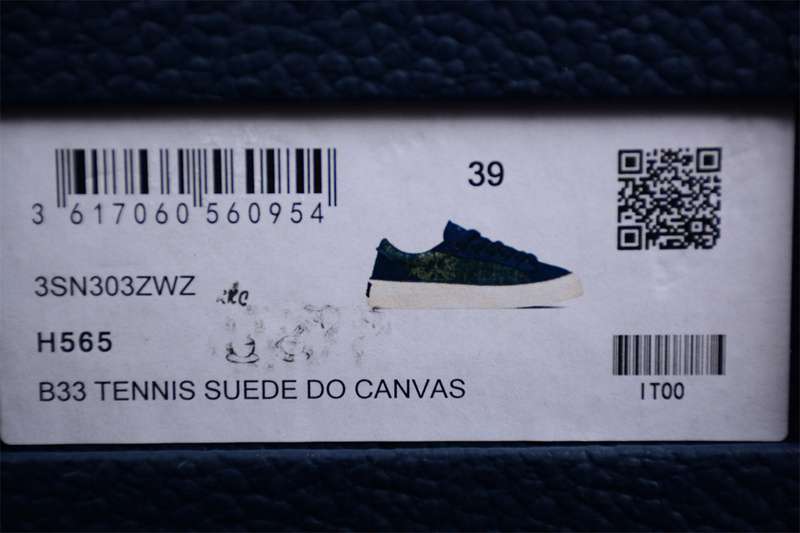 39
3 617060 560954
3SN303ZWZ
H565
B33 TENNIS SUEDE DO CANVAS
IT00